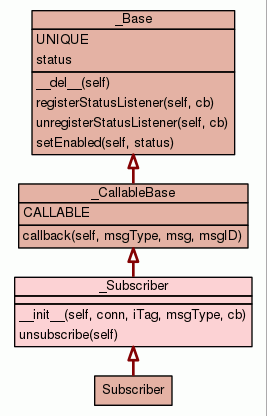 _Base
UNIQUE
status
__del__(self)
registerStatusListener(self, cb)
unregisterStatusListener(self, cb)
setEnabled(self, status)
_CallableBase
CALLABLE
callback(self, msgType, msg, msgID)
_Subscriber
__init__(self, conn, iTag, msgType, cb)
unsubscribe(self)
Subscriber